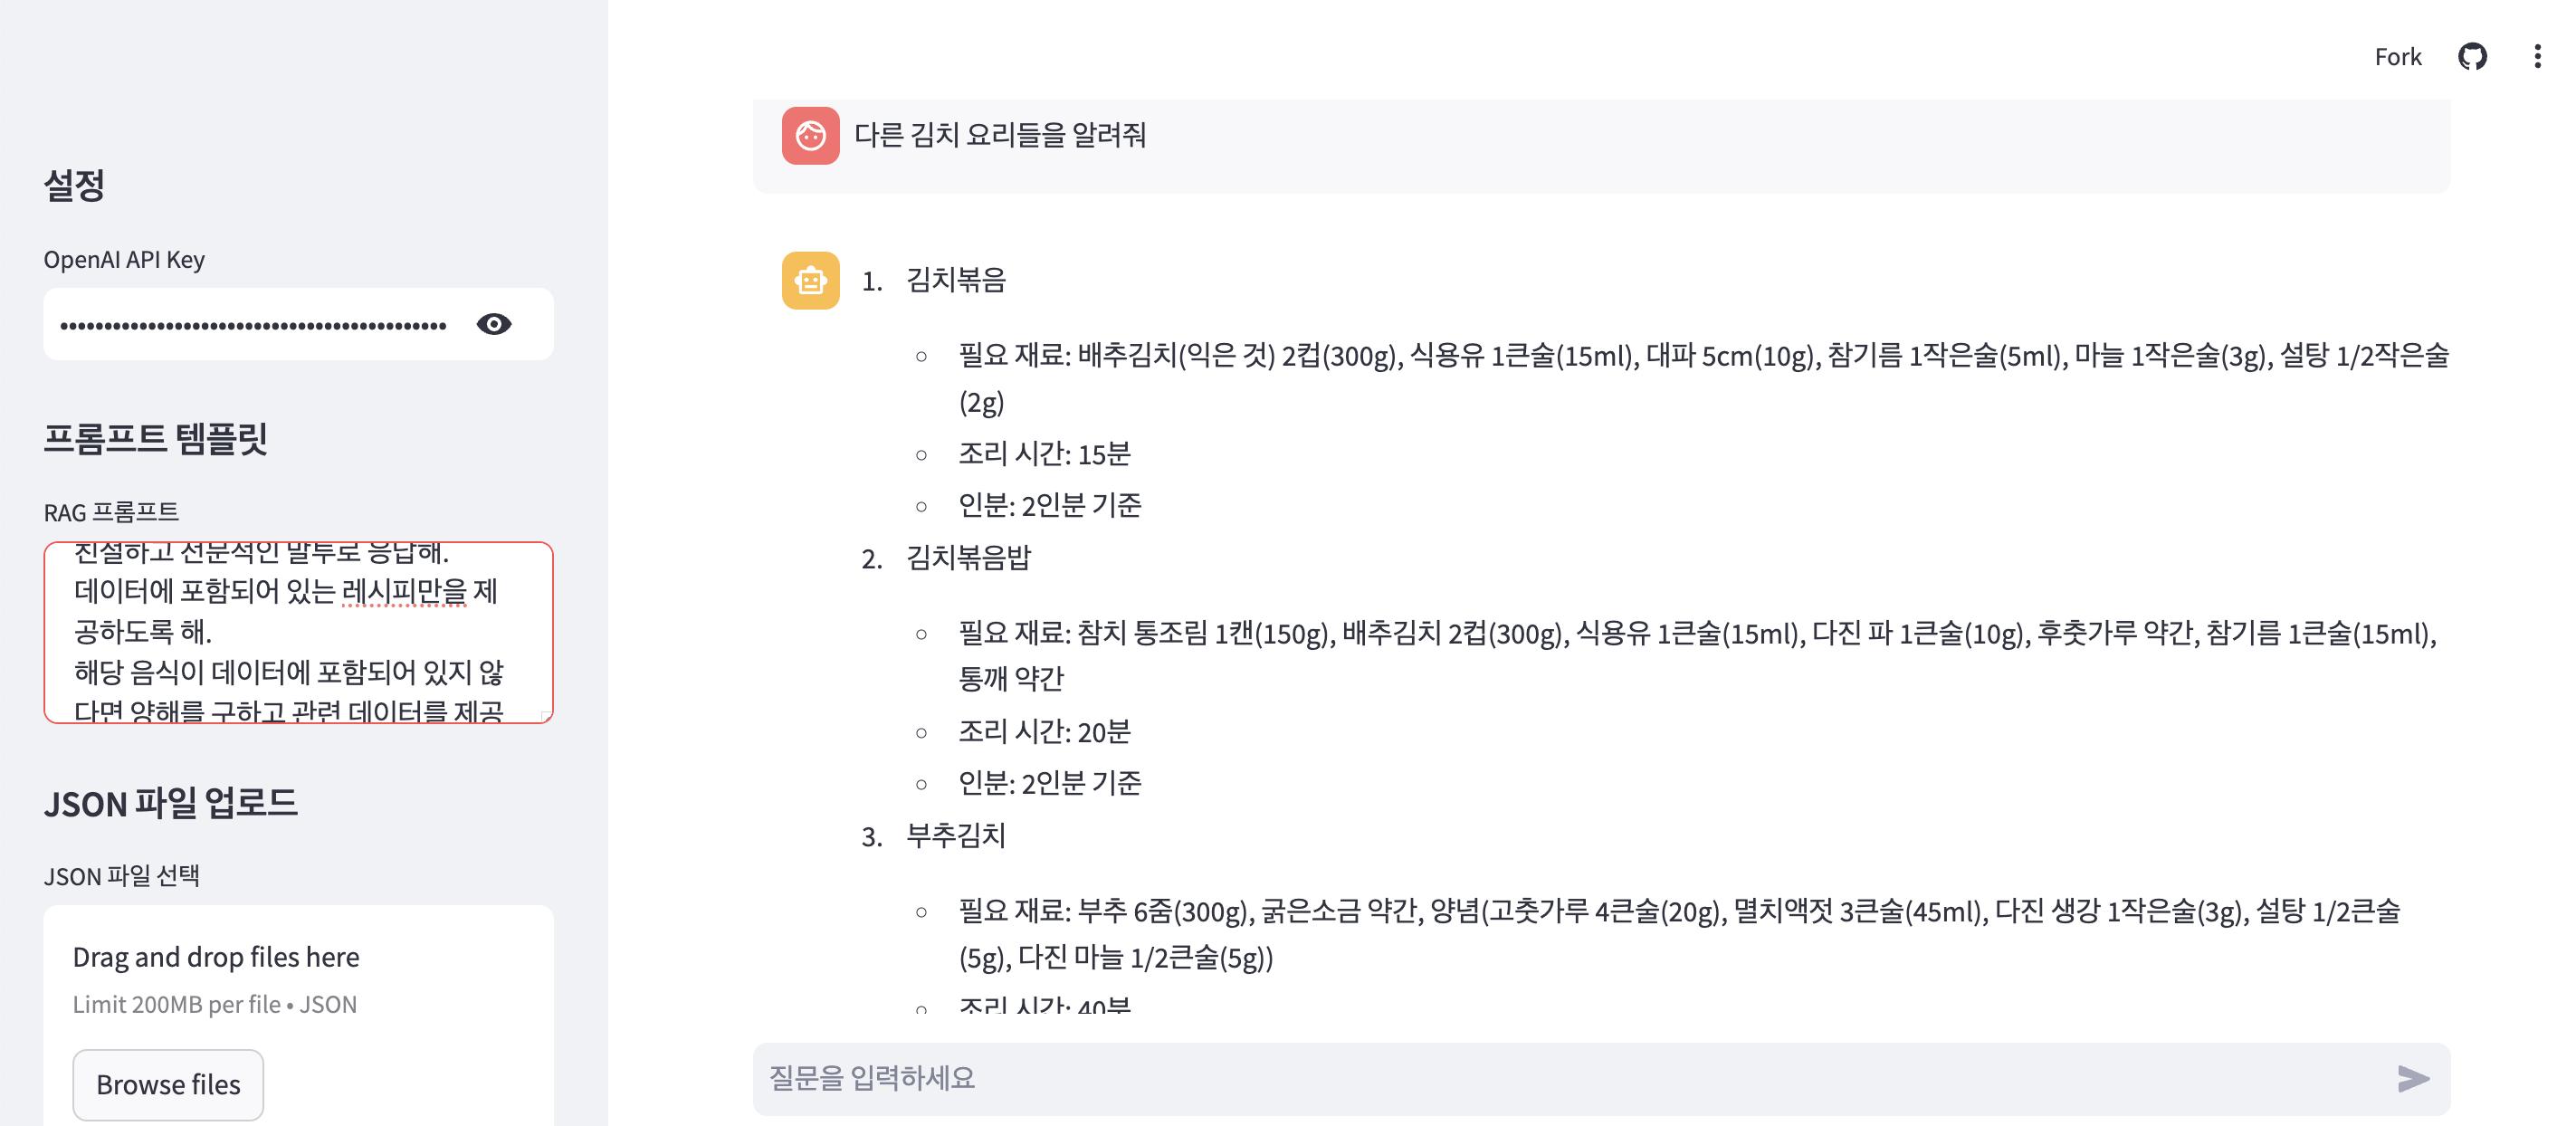 Fork
설정
OpenAI API Key
프롬프트 템플릿
RAG 프롬프트
친절하고 전문적인 말투로 응답해.
데이터에 포함되어 있는 레시피만을 제
공하도록 해.
해당 음식이 데이터에 포함되어 있지 않
다면 양해를 구하고 관련 데이터를 제공
JSON 파일 업로드
JSON 파일 선택
Drag and drop files here
Limit 200MB per file • JSON
Browse files
다른 김치 요리들을 알려줘
1. 김치볶음
필요 재료: 배추김치(익은 것) 2컵(300g), 식용유 1큰술(15ml), 대파 5cm(10g), 참기름 1작은술(5ml), 마늘 1작은술(3g), 설탕 1/2작은술
(2g)
조리 시간: 15분
인분: 2인분 기준
2. 김치볶음밥
필요 재료: 참치 통조림 1캔(150g), 배추김치 2컵(300g), 식용유 1큰술(15ml), 다진 파 1큰술(10g), 후춧가루 약간, 참기름 1큰술(15ml),
통깨 약간
조리 시간: 20분
인분: 2인분 기준
3. 부추김치
필요 재료: 부추 6줌(300g), 굵은소금 약간, 양념(고춧가루 4큰술(20g), 멸치액젓 3큰술(45ml), 다진 생강 1작은술(3g), 설탕 1/2큰술
(5g), 다진 마늘 1/2큰술(5g))
조리 시간: 40분
질문을 입력하세요